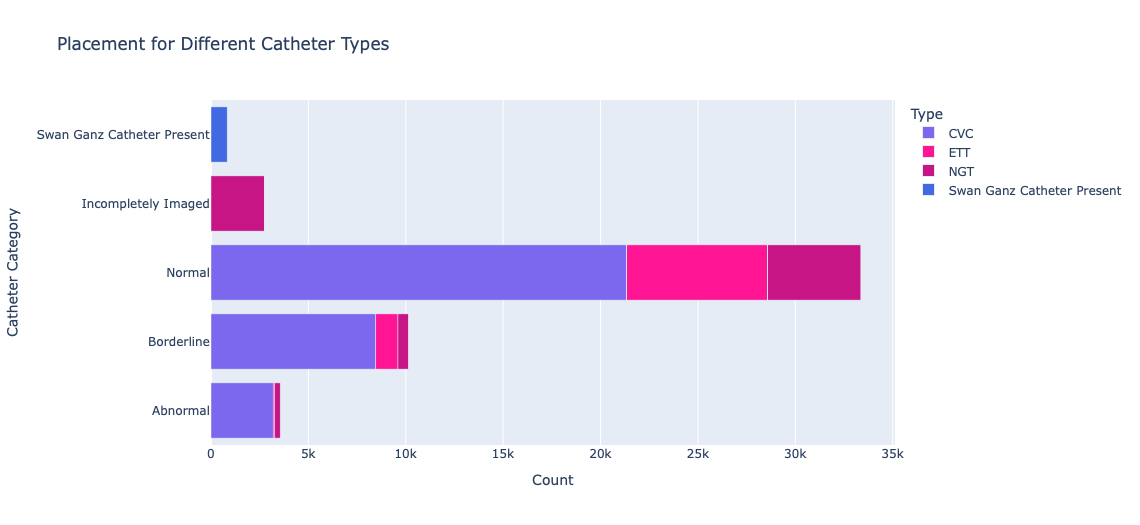 Placement for Different Catheter Types
Type
CVC
ETT
NGT
Swan Ganz Catheter Present
Catheter Category
Swan Ganz Catheter Present
Incompletely Imaged
Normal
Borderline
Abnormal
0 5k 10k 15k 20k 25k 30k 35k
Count